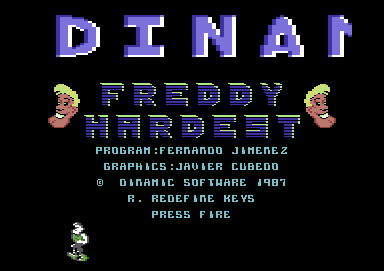 DINAM
FREDDY
HARDEST
PROGRAM:FERNANDO JIMENEZ
GRAPHICS:JAVIER CUBEDO
© DINAMIC SOFTWARE 1987
R. REDEFINE KEYS
PRESS FIRE